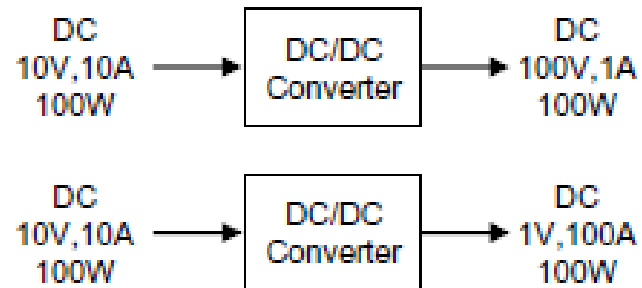 DC
10V,10A
100W
DC/DC
Converter
DC
100V,1A
100W
DC
10V,10A
100W
DC/DC
Converter
DC
1V,100A
100W